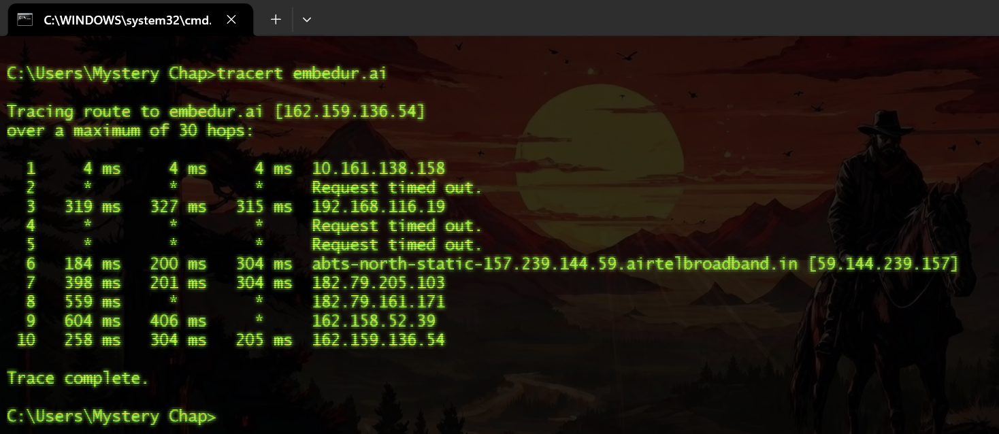 C:\WINDOWS\system32\cmd.
C:\Users\Mystery Chap>tracert embedur.ai
Tracing route to embedur.ai [162.159.136.54]
over a maximum of 30 hops:
1 4 ms 4 ms 4 ms 10.161.138.158
2 * * * Request timed out.
3 319 ms 327 ms 315 ms 192.168.116.19
4 * * * Request timed out.
5 * * * Request timed out.
6 184 ms 200 ms 304 ms abts-north-static-157.239.144.59.airtelbroadband.in [59.144.239.157]
7 398 ms 201 ms 304 ms 182.79.205.103
8 559 ms * * 182.79.161.171
9 604 ms 406 ms * 162.158.52.39
10 258 ms 304 ms 205 ms 162.159.136.54
Trace complete.
C:\Users\Mystery Chap>